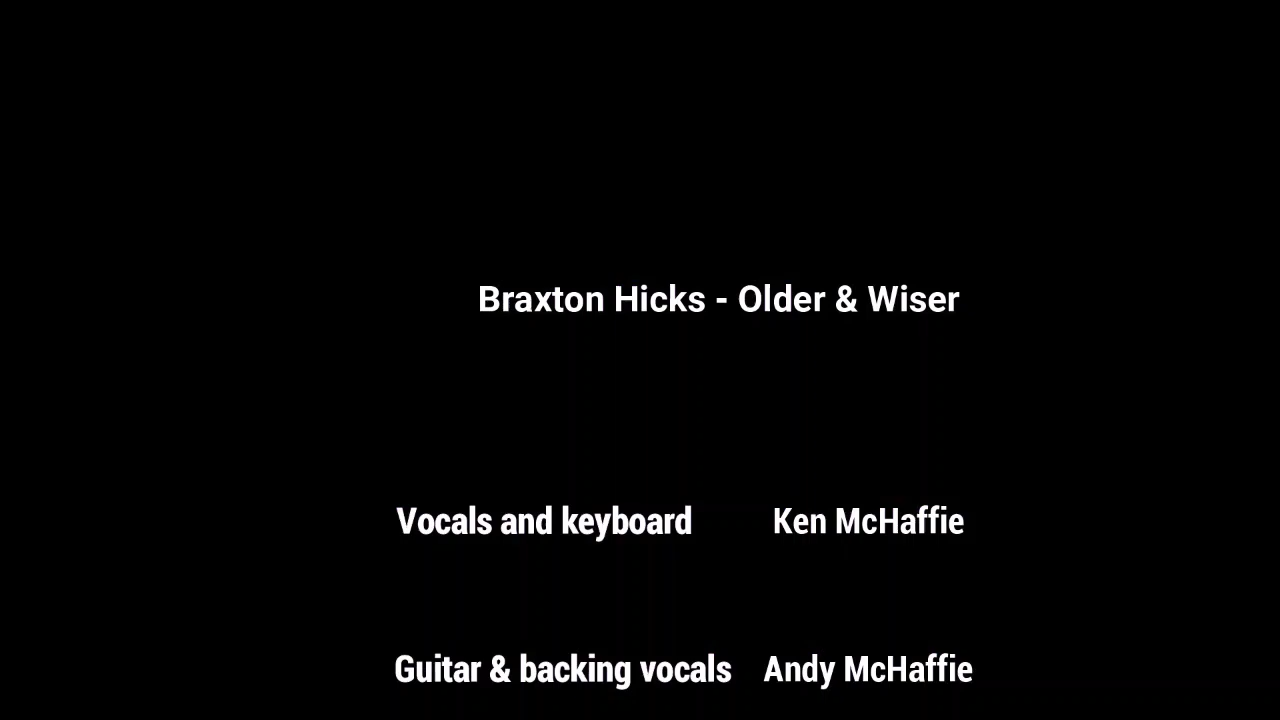 Braxton Hicks - Older & Wiser
Vocals and keyboard Ken McHaffie
Guitar & backing vocals Andy McHaffie